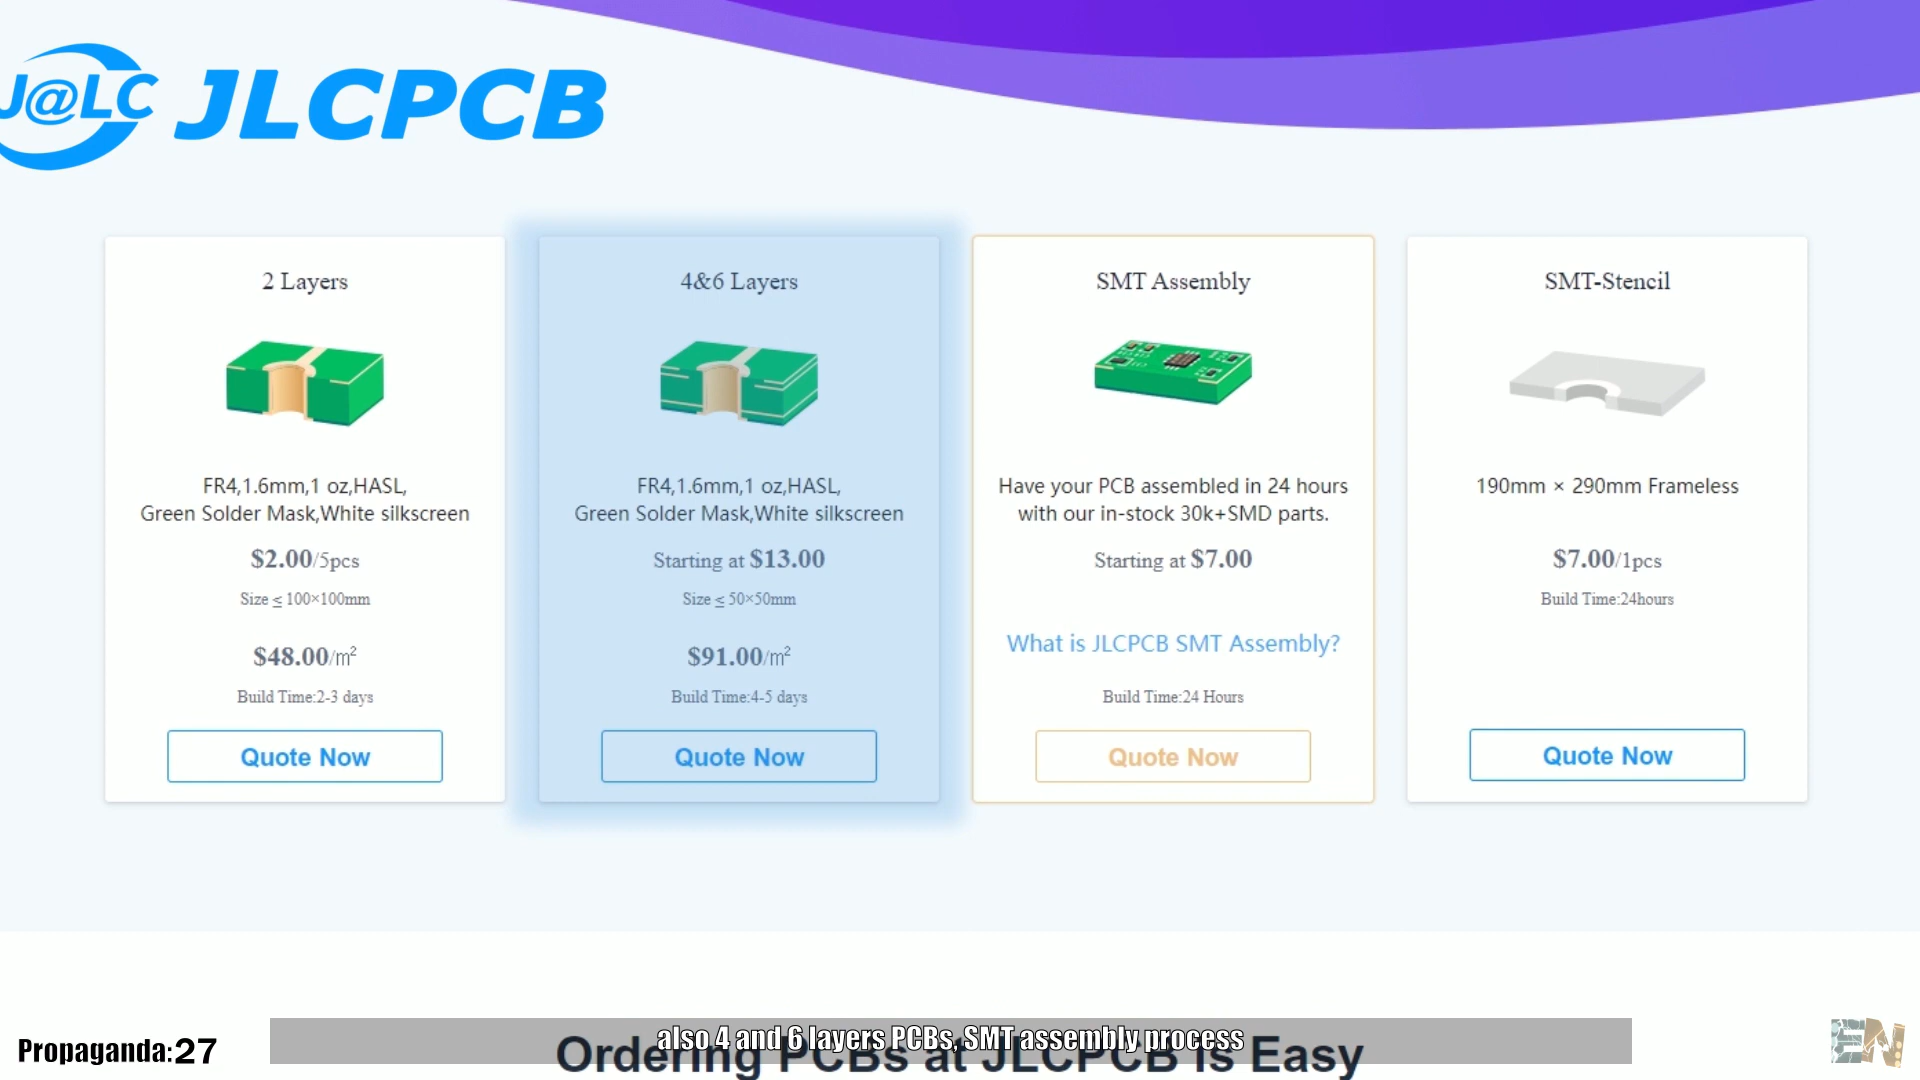 J@LC JLCPCB
2 Layers
FR4,1.6mm,1 oz,HASL,
Green Solder Mask,White silkscreen
$2.00/5pcs
Size ≤ 100×100mm
$48.00/m²
Build Time:2-3 days
Quote Now
4&6 Layers
FR4,1.6mm,1 oz,HASL,
Green Solder Mask,White silkscreen
Starting at $13.00
Size ≤ 50×50mm
$91.00/m²
Build Time:4-5 days
Quote Now
SMT Assembly
Have your PCB assembled in 24 hours
with our in-stock 30k+SMD parts.
Starting at $7.00
What is JLCPCB SMT Assembly?
Build Time:24 Hours
Quote Now
SMT-Stencil
190mm × 290mm Frameless
$7.00/1pcs
Build Time:24hours
Quote Now
also 4 and 6 layers PCBs, SMT assembly process
Ordering PCBs at JLCPCB is Easy
Propaganda:27
EN